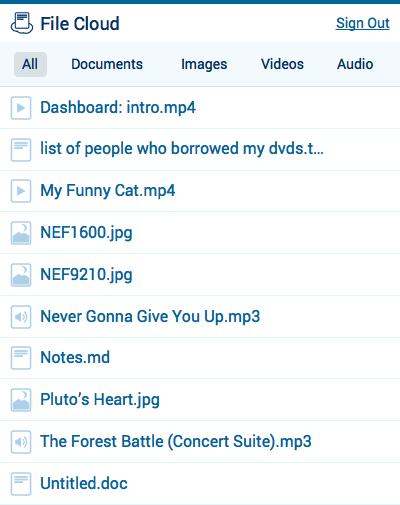 File Cloud
Sign Out
All Documents Images Videos Audio
Dashboard: intro.mp4
list of people who borrowed my dvds.t...
My Funny Cat.mp4
NEF1600.jpg
NEF9210.jpg
Never Gonna Give You Up.mp3
Notes.md
Pluto’s Heart.jpg
The Forest Battle (Concert Suite).mp3
Untitled.doc